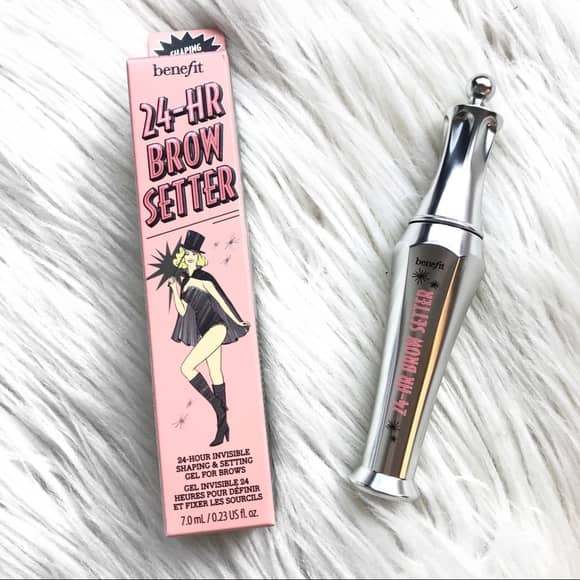 SHAPING
benefit
24-HR
BROW
SETTER
24-HOUR INVISIBLE
SHAPING & SETTING
GEL FOR BROWS
GEL INVISIBLE 24
HEURES POUR DÉFINIR
ET FIXER LES SOURCILS
7.0 mL / 0.23 US fl. oz.
benefit
24-HR BROW SETTER